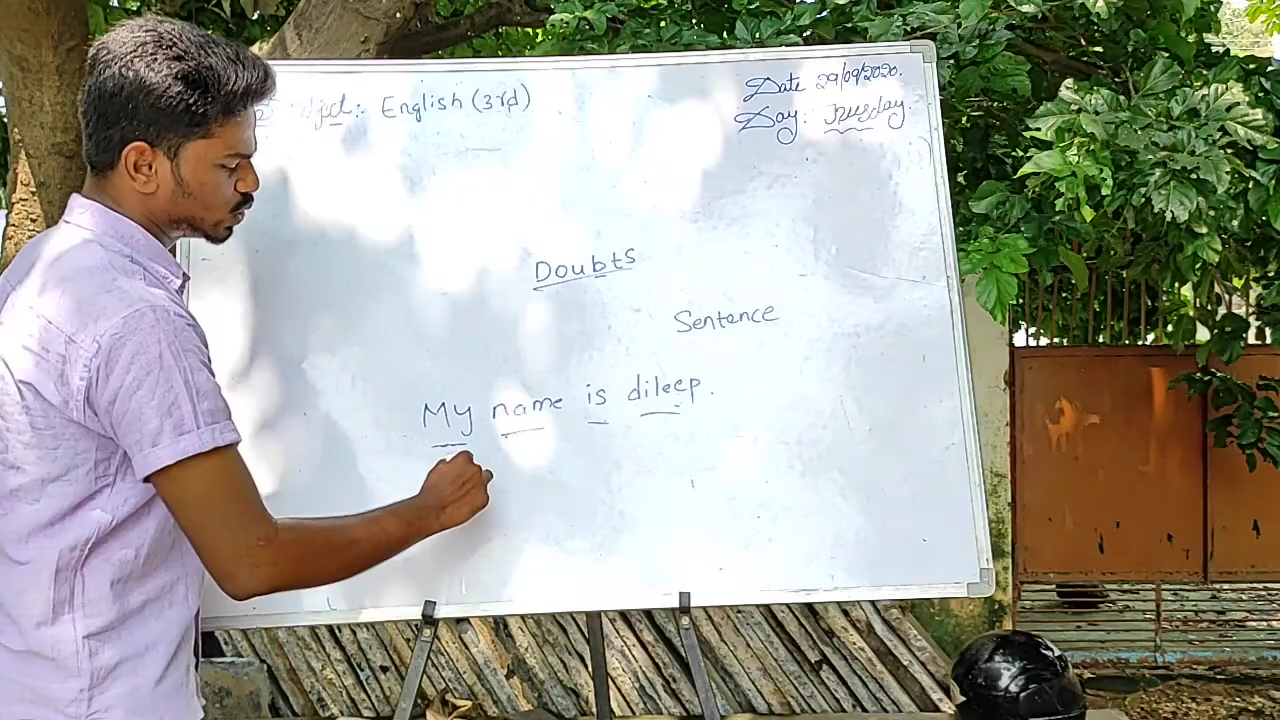 Subject:- English (3rd)
Date 29/09/2020.
Day: Tuesday.
Doubts
Sentence
My name is dileep.